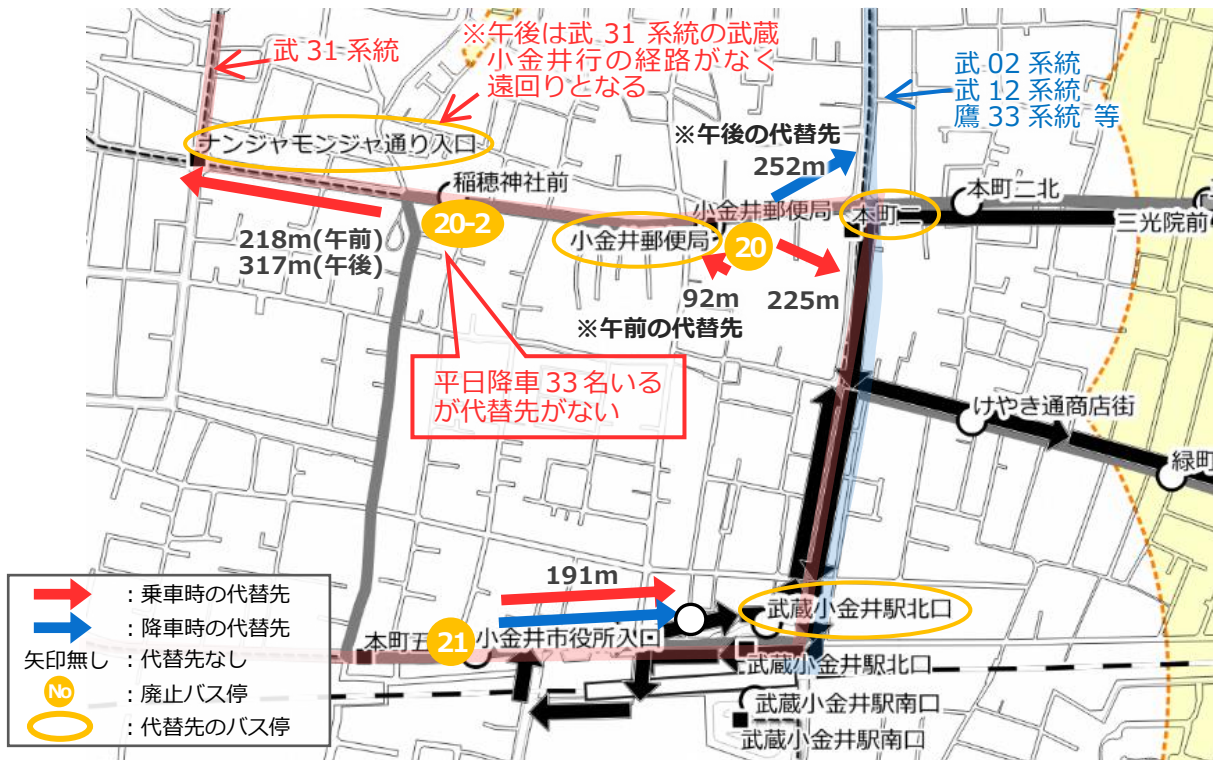 武 31 系統
※午後は武 31 系統の武蔵
小金井行の経路がなく
遠回りとなる
武 02 系統
武 12 系統
鷹 33 系統 等
ナンジャモンジャ通り入口
※午後の代替先
252m
稲穂神社前
本町二北
小金井郵便局
本町二
三光院前
20-2
小金井郵便局
20
218m(午前)
317m(午後)
92m
225m
※午前の代替先
平日降車 33 名いる
が代替先がない
けやき通商店街
緑町
191m
武蔵小金井駅北口
本町五
21
小金井市役所入口
武蔵小金井駅北口
武蔵小金井駅南口
武蔵小金井駅南口
：乗車時の代替先
：降車時の代替先
矢印無し ：代替先なし
No ：廃止バス停
：代替先のバス停